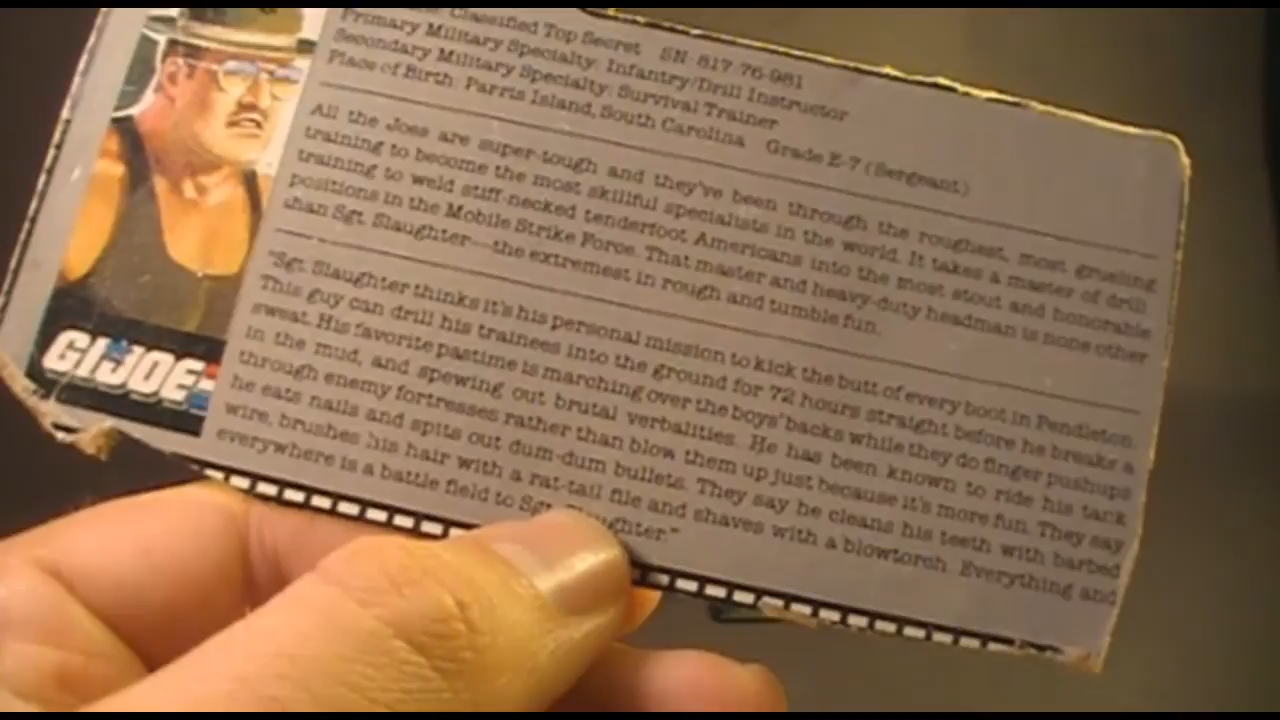 Classified Top Secret SN: 817 76-981
Primary Military Specialty: Infantry/Drill Instructor
Secondary Military Specialty: Survival Trainer
Place of Birth: Parris Island, South Carolina Grade E-7 (Sergeant)
All the Joes are super-tough and they've been through the roughest, most grueling
training to become the most skillful specialists in the world. It takes a master of drill
training to weld stiff-necked tenderfoot Americans into the most stout and honorable
positions in the Mobile Strike Force. That master and heavy-duty headman is none other
than Sgt. Slaughter—the extremest in rough and tumble fun.
"Sgt. Slaughter thinks it's his personal mission to kick the butt of every boot in Pendleton.
This guy can drill his trainees into the ground for 72 hours straight before he breaks a
sweat. His favorite pastime is marching over the boys' backs while they do finger pushups
in the mud, and spewing out brutal verbalities. He has been known to ride his tank
through enemy fortresses rather than blow them up just because it's more fun. They say
he eats nails and spits out dum-dum bullets. They say he cleans his teeth with barbed
wire, brushes his hair with a rat-tail file and shaves with a blowtorch. Everything and
everywhere is a battle field to Sgt. Slaughter."
GI JOE